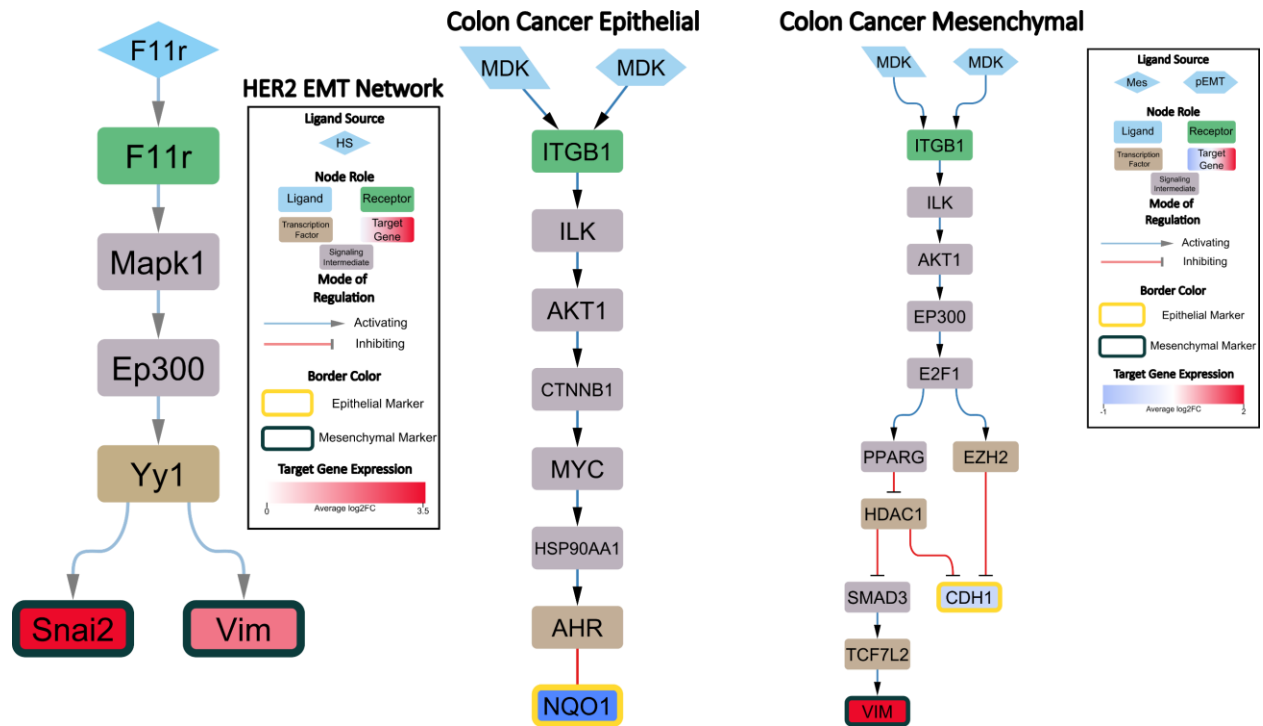 F11r
F11r
Mapk1
Ep300
Yy1
Snai2
Vim
HER2 EMT Network
Ligand Source
HS
Node Role
Ligand
Receptor
Transcription
Factor
Target
Gene
Signaling
Intermediate
Mode of
Regulation
Activating
Inhibiting
Border Color
Epithelial Marker
Mesenchymal Marker
Target Gene Expression
0
Average log2FC
3.5
Colon Cancer Epithelial
MDK
MDK
ITGB1
ILK
AKT1
CTNNB1
MYC
HSP90AA1
AHR
NQO1
Colon Cancer Mesenchymal
MDK
MDK
ITGB1
ILK
AKT1
EP300
E2F1
PPARG
EZH2
HDAC1
SMAD3
CDH1
TCF7L2
VIM
Ligand Source
Mes
pEMT
Node Role
Ligand
Receptor
Transcription
Factor
Target
Gene
Signaling
Intermediate
Mode of
Regulation
Activating
Inhibiting
Border Color
Epithelial Marker
Mesenchymal Marker
Target Gene Expression
-1
Average log2FC
2